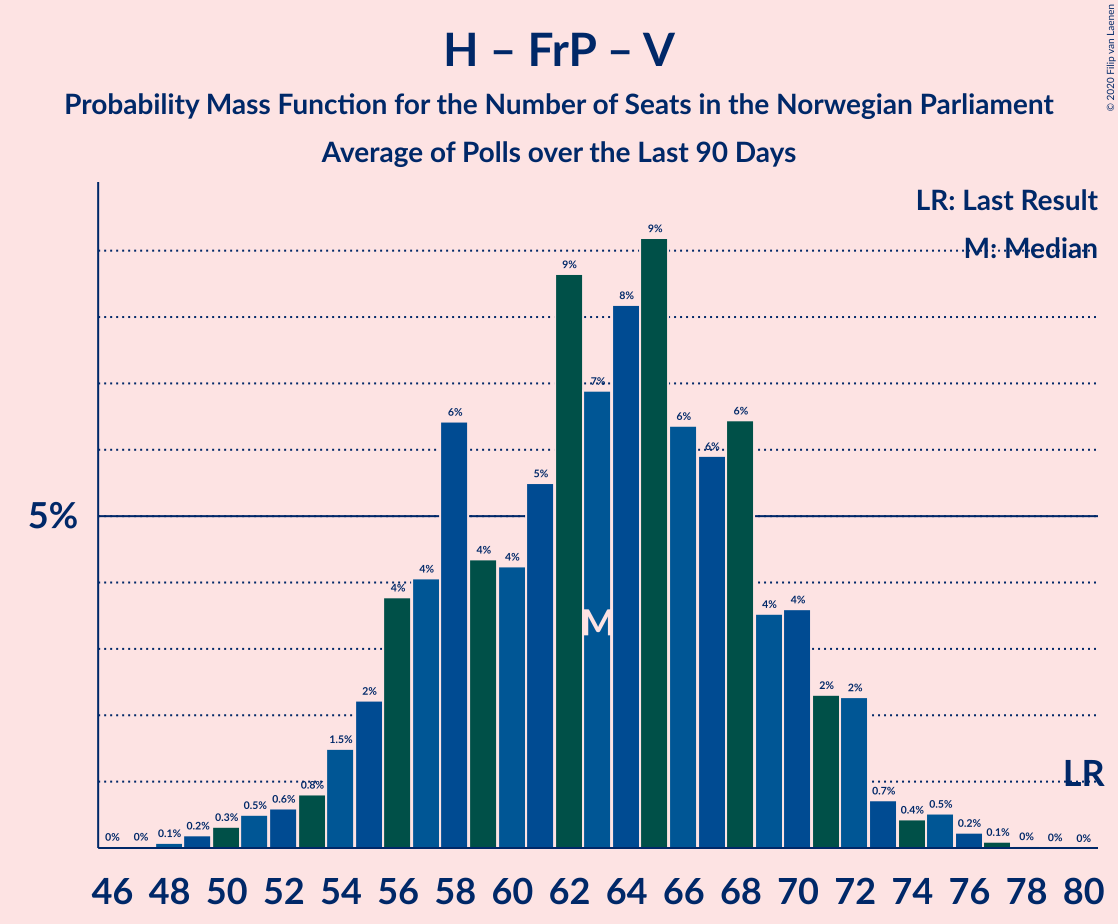 H – FrP – V
Probability Mass Function for the Number of Seats in the Norwegian Parliament
Average of Polls over the Last 90 Days
© 2020 Filip van Laenen
LR: Last Result
M: Median
5%
0% 0% 0.1% 0.2% 0.3% 0.5% 0.6% 0.8% 1.5% 2% 4% 4% 6% 4% 4% 5% 9% 7% 8% 9% 6% 6% 6% 4% 4% 2% 2% 0.7% 0.4% 0.5% 0.2% 0.1% 0% 0% 0%
M
LR
46 48 50 52 54 56 58 60 62 64 66 68 70 72 74 76 78 80